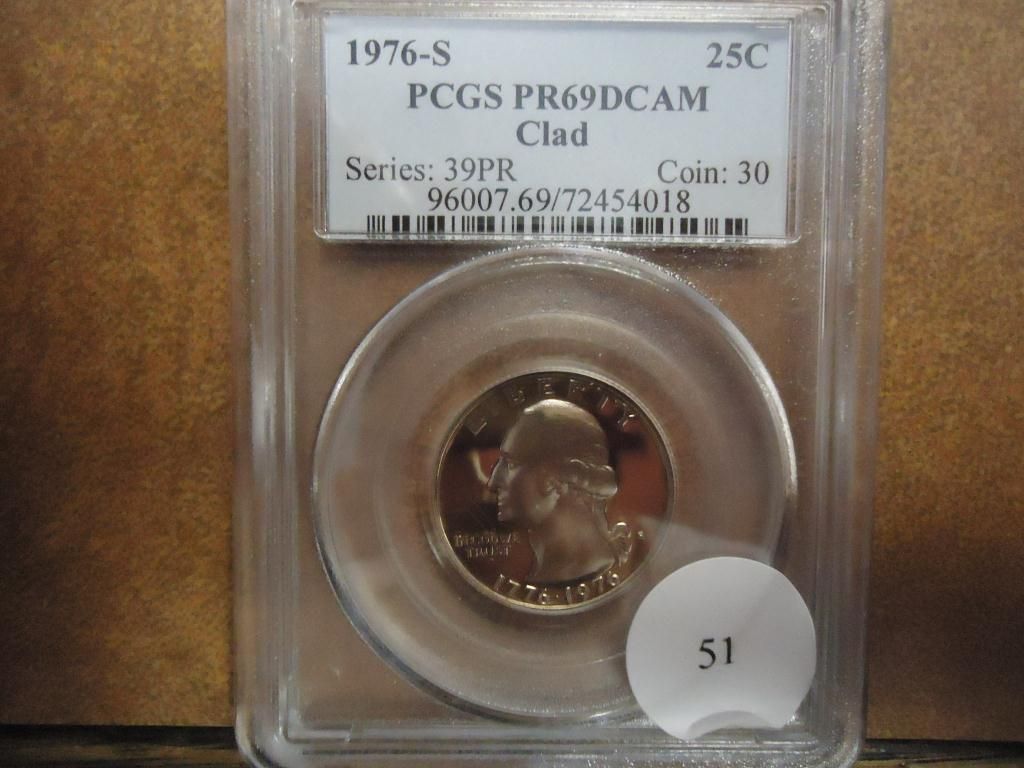 1976-S 25C
PCGS PR69DCAM
Clad
Series: 39PR Coin: 30
96007.69/72454018
LIBERTY
IN GOD WE
TRUST
1776·1976
51